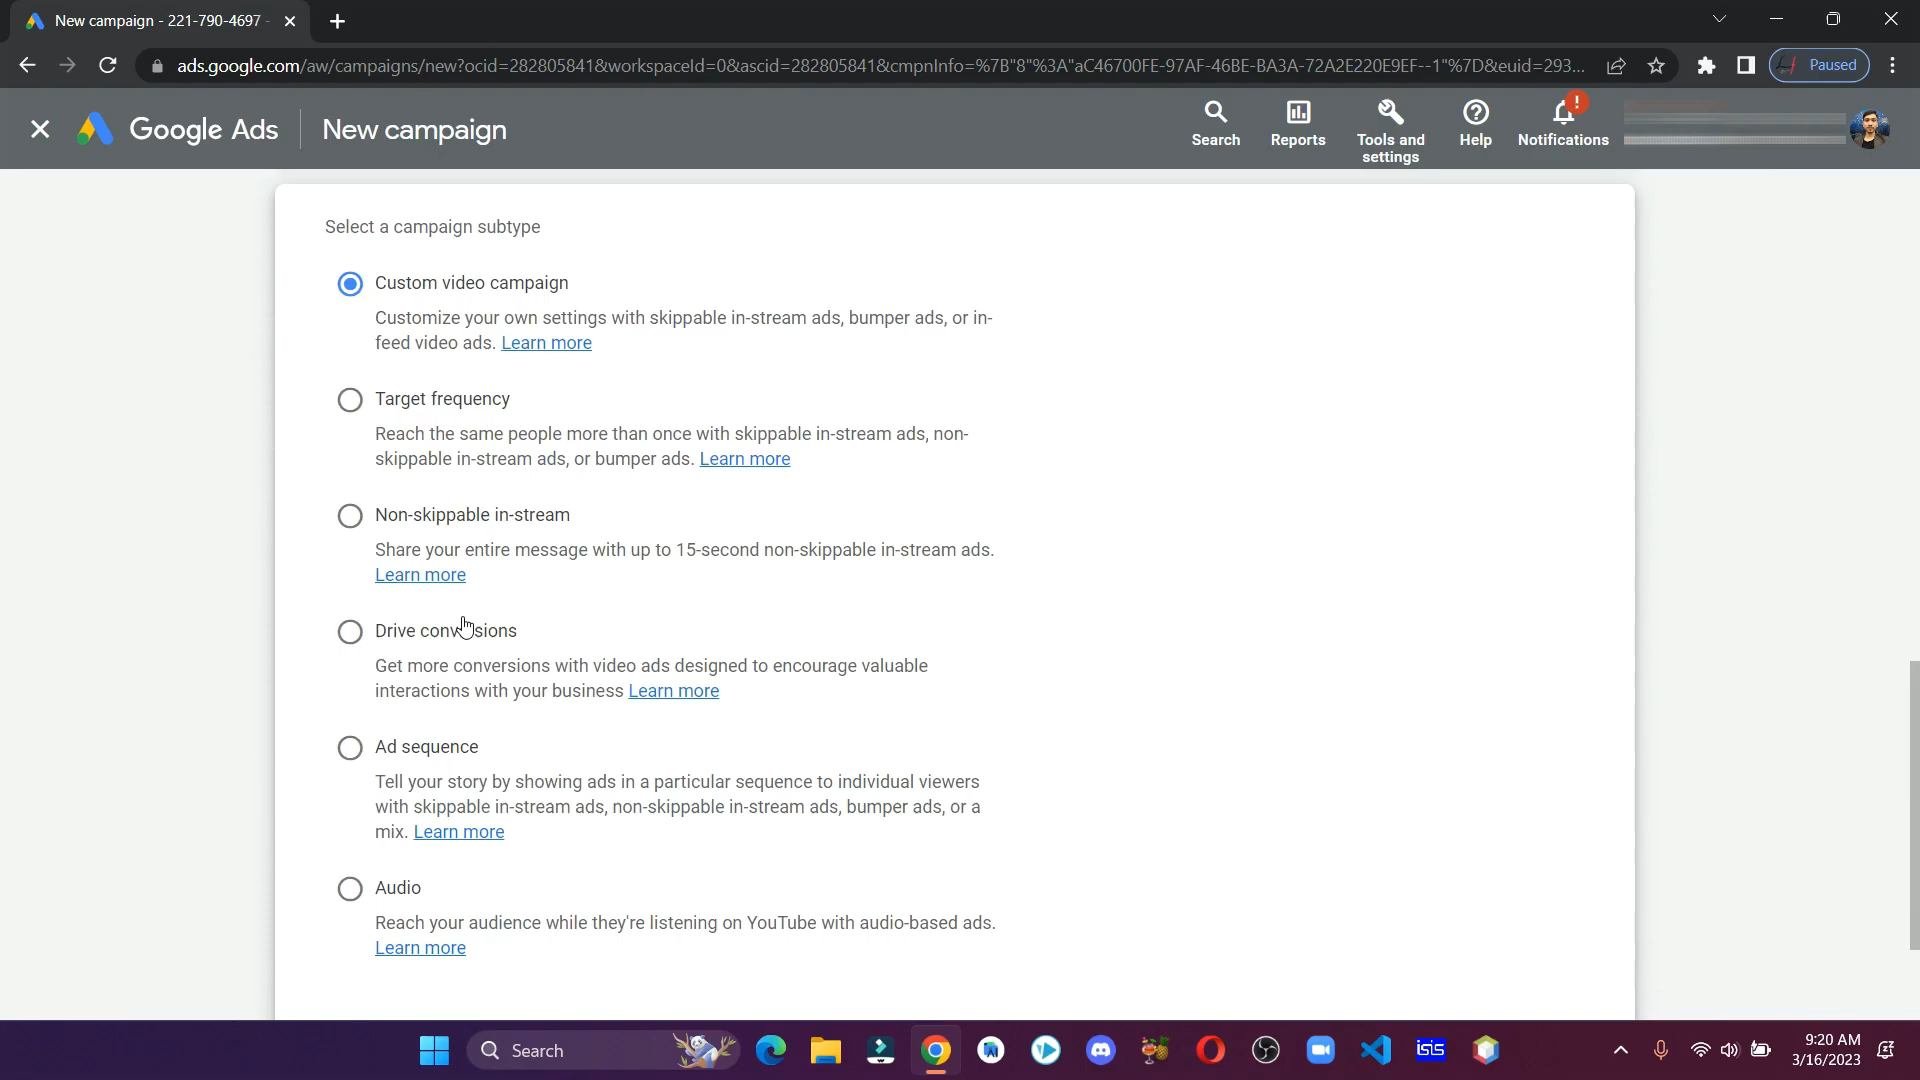 New campaign - 221-790-4697 -
ads.google.com/aw/campaigns/new?ocid=282805841&workspaceId=0&ascid=282805841&cmpnInfo=%7B"8"%3A"aC46700FE-97AF-46BE-BA3A-72A2E220E9EF--1"%7D&euid=293...
Paused
Google Ads
New campaign
Search
Reports
Tools and
settings
Help
Notifications
!
Select a campaign subtype
Custom video campaign
Customize your own settings with skippable in-stream ads, bumper ads, or in-
feed video ads. Learn more
Target frequency
Reach the same people more than once with skippable in-stream ads, non-
skippable in-stream ads, or bumper ads. Learn more
Non-skippable in-stream
Share your entire message with up to 15-second non-skippable in-stream ads.
Learn more
Drive conversions
Get more conversions with video ads designed to encourage valuable
interactions with your business Learn more
Ad sequence
Tell your story by showing ads in a particular sequence to individual viewers
with skippable in-stream ads, non-skippable in-stream ads, bumper ads, or a
mix. Learn more
Audio
Reach your audience while they're listening on YouTube with audio-based ads.
Learn more
Search
isis
9:20 AM
3/16/2023